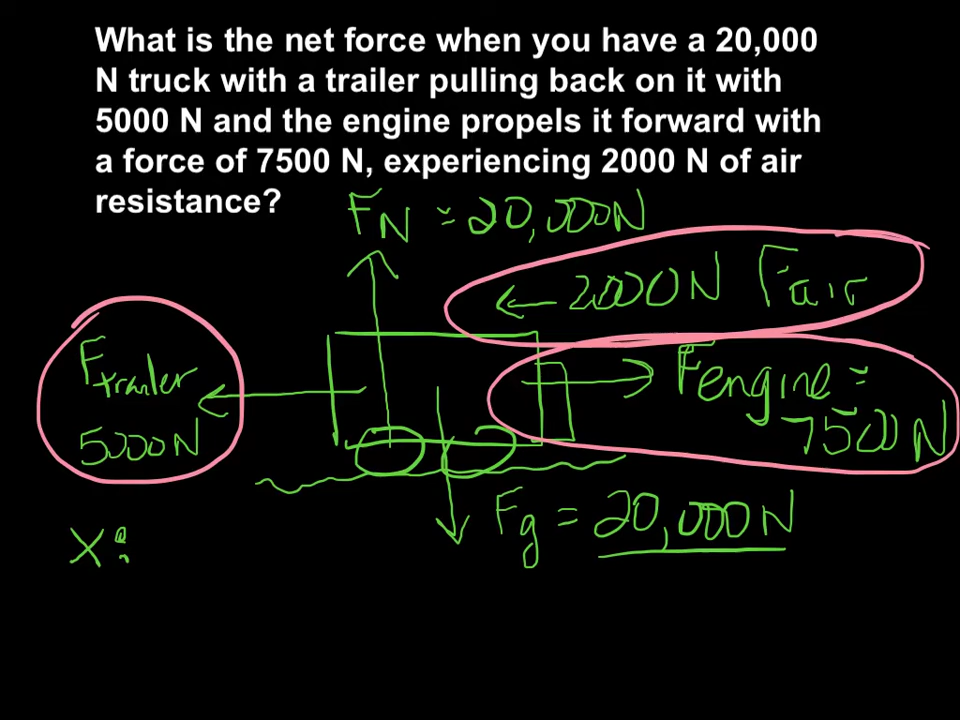 What is the net force when you have a 20,000
N truck with a trailer pulling back on it with
5000 N and the engine propels it forward with
a force of 7500 N, experiencing 2000 N of air
resistance?
FN = 20,000N
← 2000N Fair
Ftrailer
5000N
Fengine =
7500N
Fg = 20,000N
X: